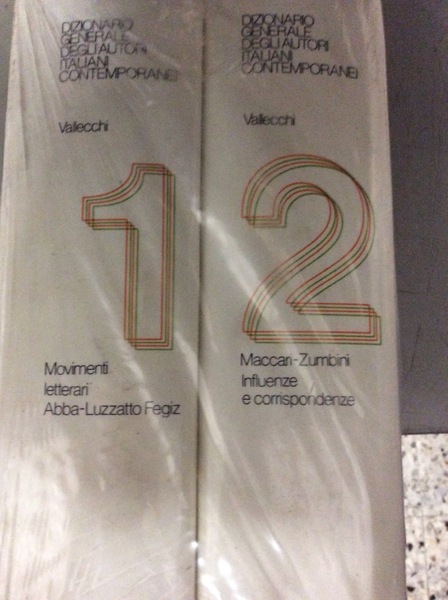 DIZIONARIO
GENERALE
DEGLI AUTORI
ITALIANI
CONTEMPORANEI
Vallecchi
1
Movimenti
letterari
Abba-Luzzatto Fegiz
DIZIONARIO
GENERALE
DEGLI AUTORI
ITALIANI
CONTEMPORANEI
Vallecchi
2
Maccari-Zumbini
Influenze
e corrispondenze